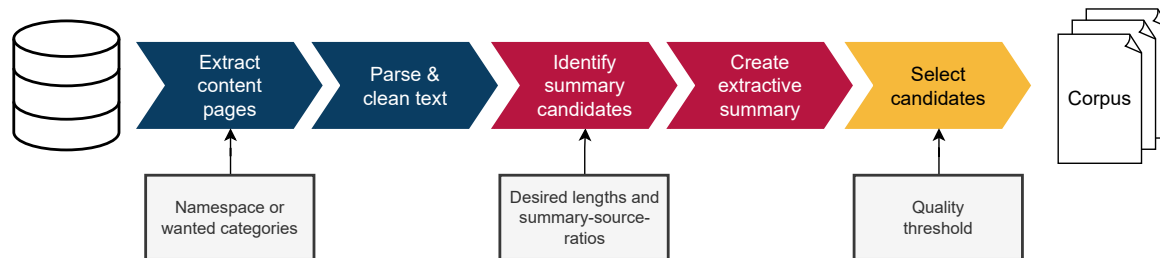 Extract
content
pages
Parse &
clean text
Identify
summary
candidates
Create
extractive
summary
Select
candidates
Corpus
Namespace or
wanted categories
Desired lengths and
summary-source-
ratios
Quality
threshold